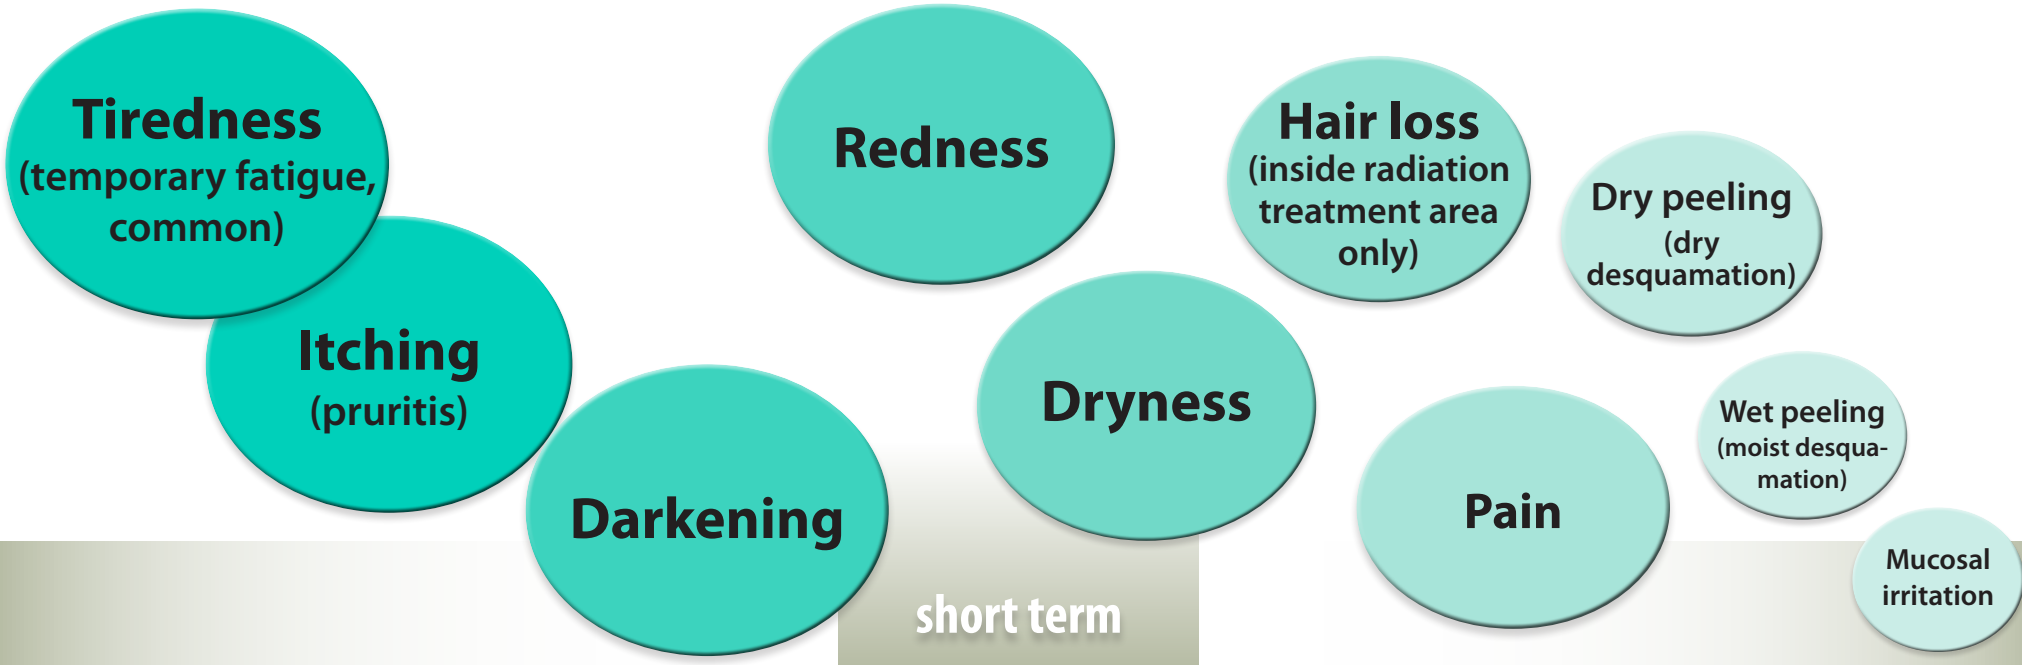 Tiredness
(temporary fatigue,
common)
Itching
(pruritis)
Darkening
Redness
Dryness
Hair loss
(inside radiation
treatment area
only)
Pain
Dry peeling
(dry
desquamation)
Wet peeling
(moist desqua-
mation)
Mucosal
irritation
short term